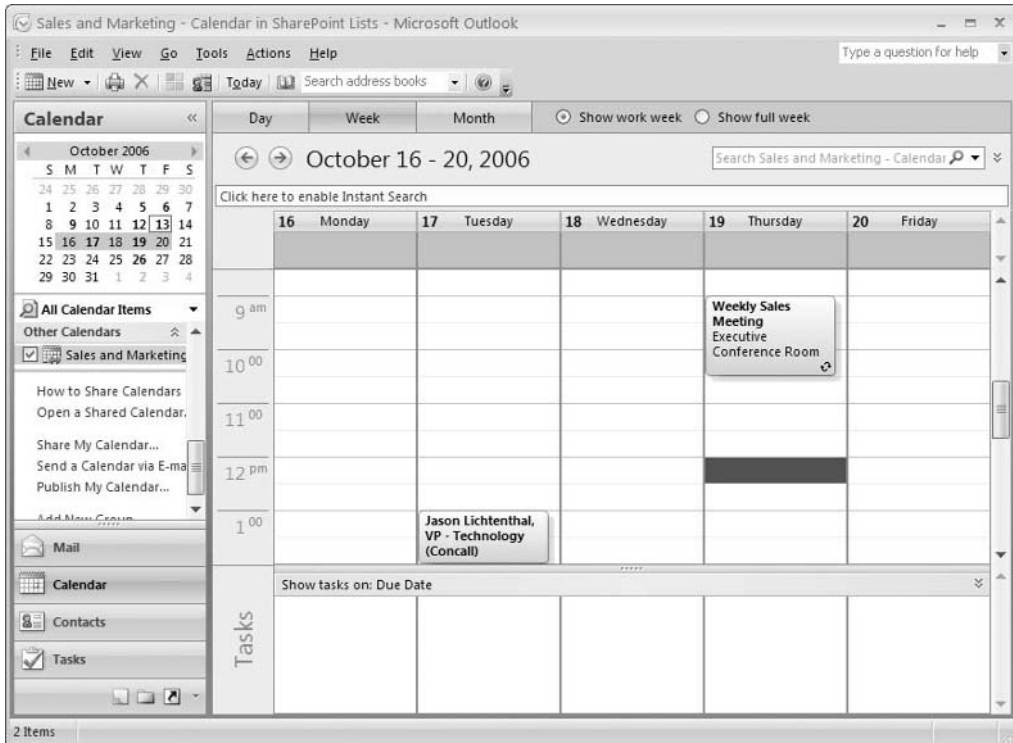 Sales and Marketing - Calendar in SharePoint Lists - Microsoft Outlook
File Edit View Go Tools Actions Help
Type a question for help
New Today Search address books
Calendar
October 2006
S M T W T F S
24 25 26 27 28 29 30
1 2 3 4 5 6 7
8 9 10 11 12 13 14
15 16 17 18 19 20 21
22 23 24 25 26 27 28
29 30 31 1 2 3 4
All Calendar Items
Other Calendars
Sales and Marketing
How to Share Calendars
Open a Shared Calendar.
Share My Calendar...
Send a Calendar via E-ma
Publish My Calendar...
Add New Group
Mail
Calendar
Contacts
Tasks
Day Week Month Show work week Show full week
October 16 - 20, 2006
Search Sales and Marketing - Calendar
Click here to enable Instant Search
16 Monday 17 Tuesday 18 Wednesday 19 Thursday 20 Friday
9 am
10 00
11 00
12 pm
1 00
Weekly Sales
Meeting
Executive
Conference Room
Jason Lichtenthal,
VP - Technology
(Concall)
Show tasks on: Due Date
Tasks
2 Items